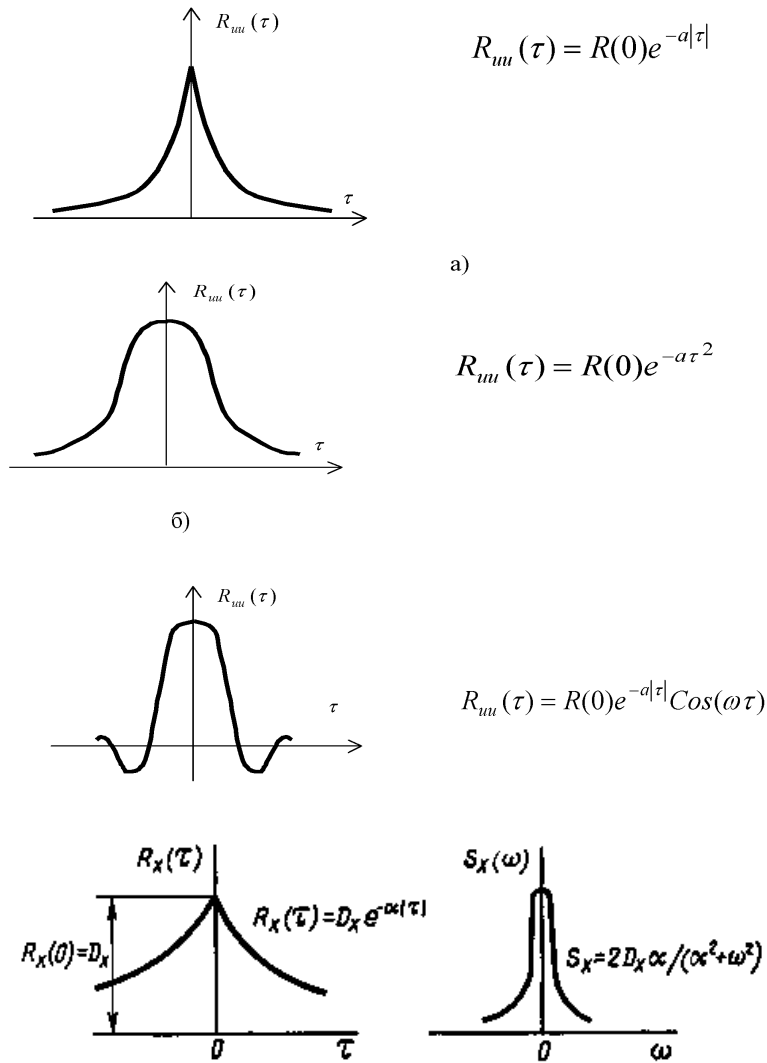 R_{uu}(τ)
R_{uu}(τ) = R(0)e^{-a|τ|}
τ
а)
R_{uu}(τ)
R_{uu}(τ) = R(0)e^{-aτ^2}
τ
б)
R_{uu}(τ)
τ
R_{uu}(τ) = R(0)e^{-a|τ|}Cos(ωτ)
R_x(τ)
R_x(0)=D_x
R_x(τ)=D_x e^{-α|τ|}
0
τ
S_x(ω)
S_x=2D_xα/(α^2+ω^2)
0
ω